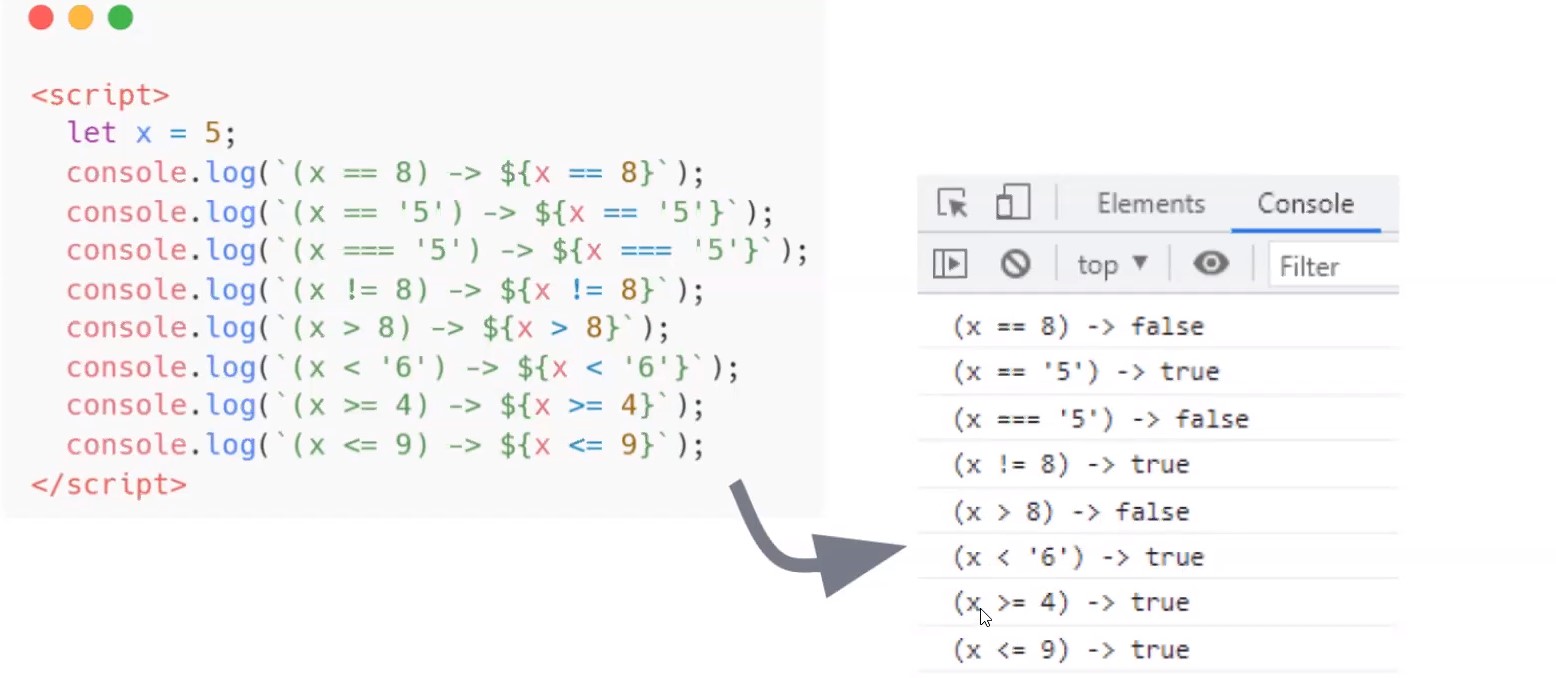 <script>
let x = 5;
console.log(`(x == 8) -> ${x == 8}`);
console.log(`(x == '5') -> ${x == '5'}`);
console.log(`(x === '5') -> ${x === '5'}`);
console.log(`(x != 8) -> ${x != 8}`);
console.log(`(x > 8) -> ${x > 8}`);
console.log(`(x < '6') -> ${x < '6'}`);
console.log(`(x >= 4) -> ${x >= 4}`);
console.log(`(x <= 9) -> ${x <= 9}`);
</script>
Elements Console
top Filter
(x == 8) -> false
(x == '5') -> true
(x === '5') -> false
(x != 8) -> true
(x > 8) -> false
(x < '6') -> true
(x >= 4) -> true
(x <= 9) -> true